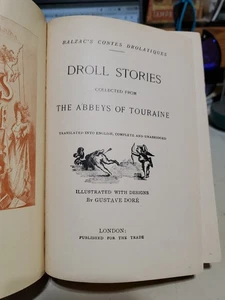 BALZAC'S CONTES DROLATIQUES
DROLL STORIES
COLLECTED FROM
THE ABBEYS OF TOURAINE
TRANSLATED INTO ENGLISH, COMPLETE AND UNABRIDGED
ILLUSTRATED WITH DESIGNS
BY GUSTAVE DORÉ
LONDON:
PUBLISHED FOR THE TRADE